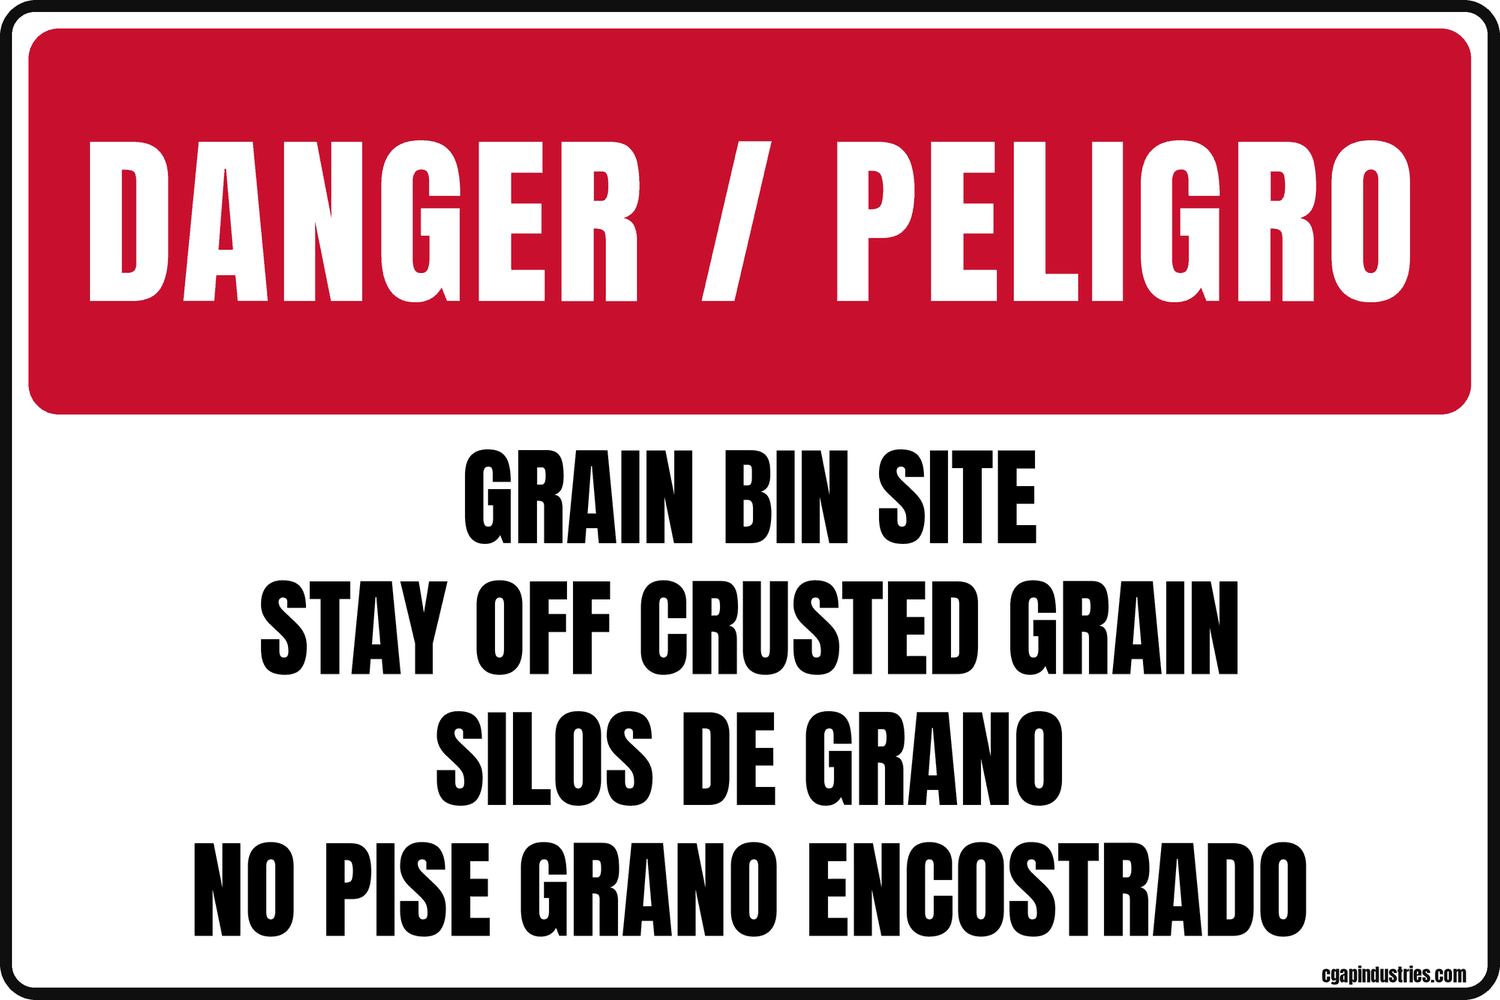 DANGER / PELIGRO
GRAIN BIN SITE
STAY OFF CRUSTED GRAIN
SILOS DE GRANO
NO PISE GRANO ENCOSTRADO
cgapindustries.com